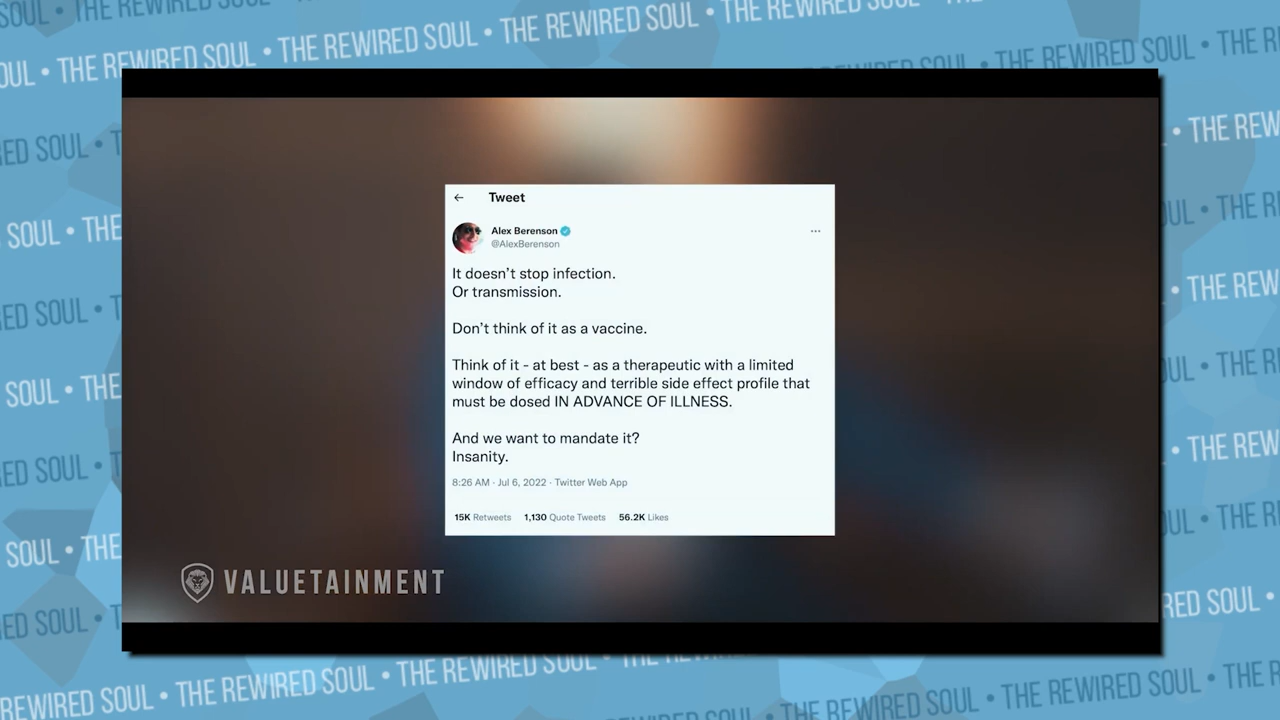 SOUL • THE REWIRED SOUL • THE REWIRED SOUL • THE REWIRED SOUL • THE REWIRED SOUL
OUL • THE REWIRED SOUL • THE REWIRED SOUL • THE REWIRED SOUL
SOUL • THE REWIRED SOUL • THE
• THE REW
Tweet
Alex Berenson
@AlexBerenson
It doesn't stop infection.
Or transmission.
Don't think of it as a vaccine.
Think of it - at best - as a therapeutic with a limited
window of efficacy and terrible side effect profile that
must be dosed IN ADVANCE OF ILLNESS.
And we want to mandate it?
Insanity.
8:26 AM · Jul 6, 2022 · Twitter Web App
15K Retweets 1,130 Quote Tweets 56.2K Likes
VALUETAINMENT
SOUL • THE
SOUL • THE
SOUL • THE
• THE REW
• THE REW
RED SOUL •
REWIRED SOUL • THE REWIRED SOUL • THE REWIRED SOUL •
• THE REWIRED SOUL • THE REWIRED SOUL • THE R